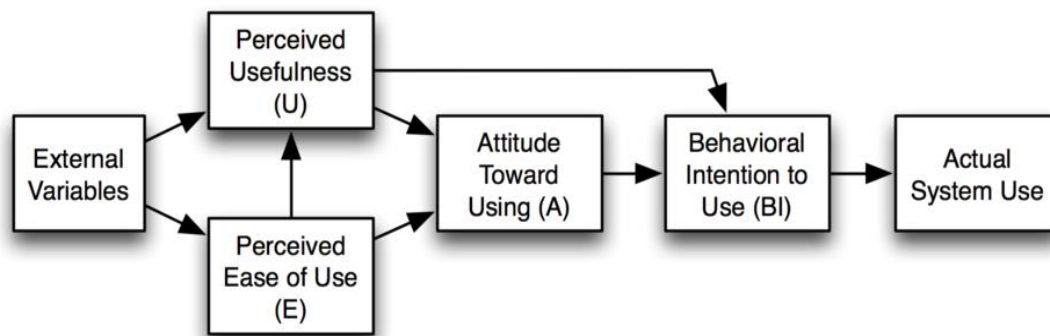 Perceived
Usefulness
(U)
External
Variables
Perceived
Ease of Use
(E)
Attitude
Toward
Using (A)
Behavioral
Intention to
Use (BI)
Actual
System Use